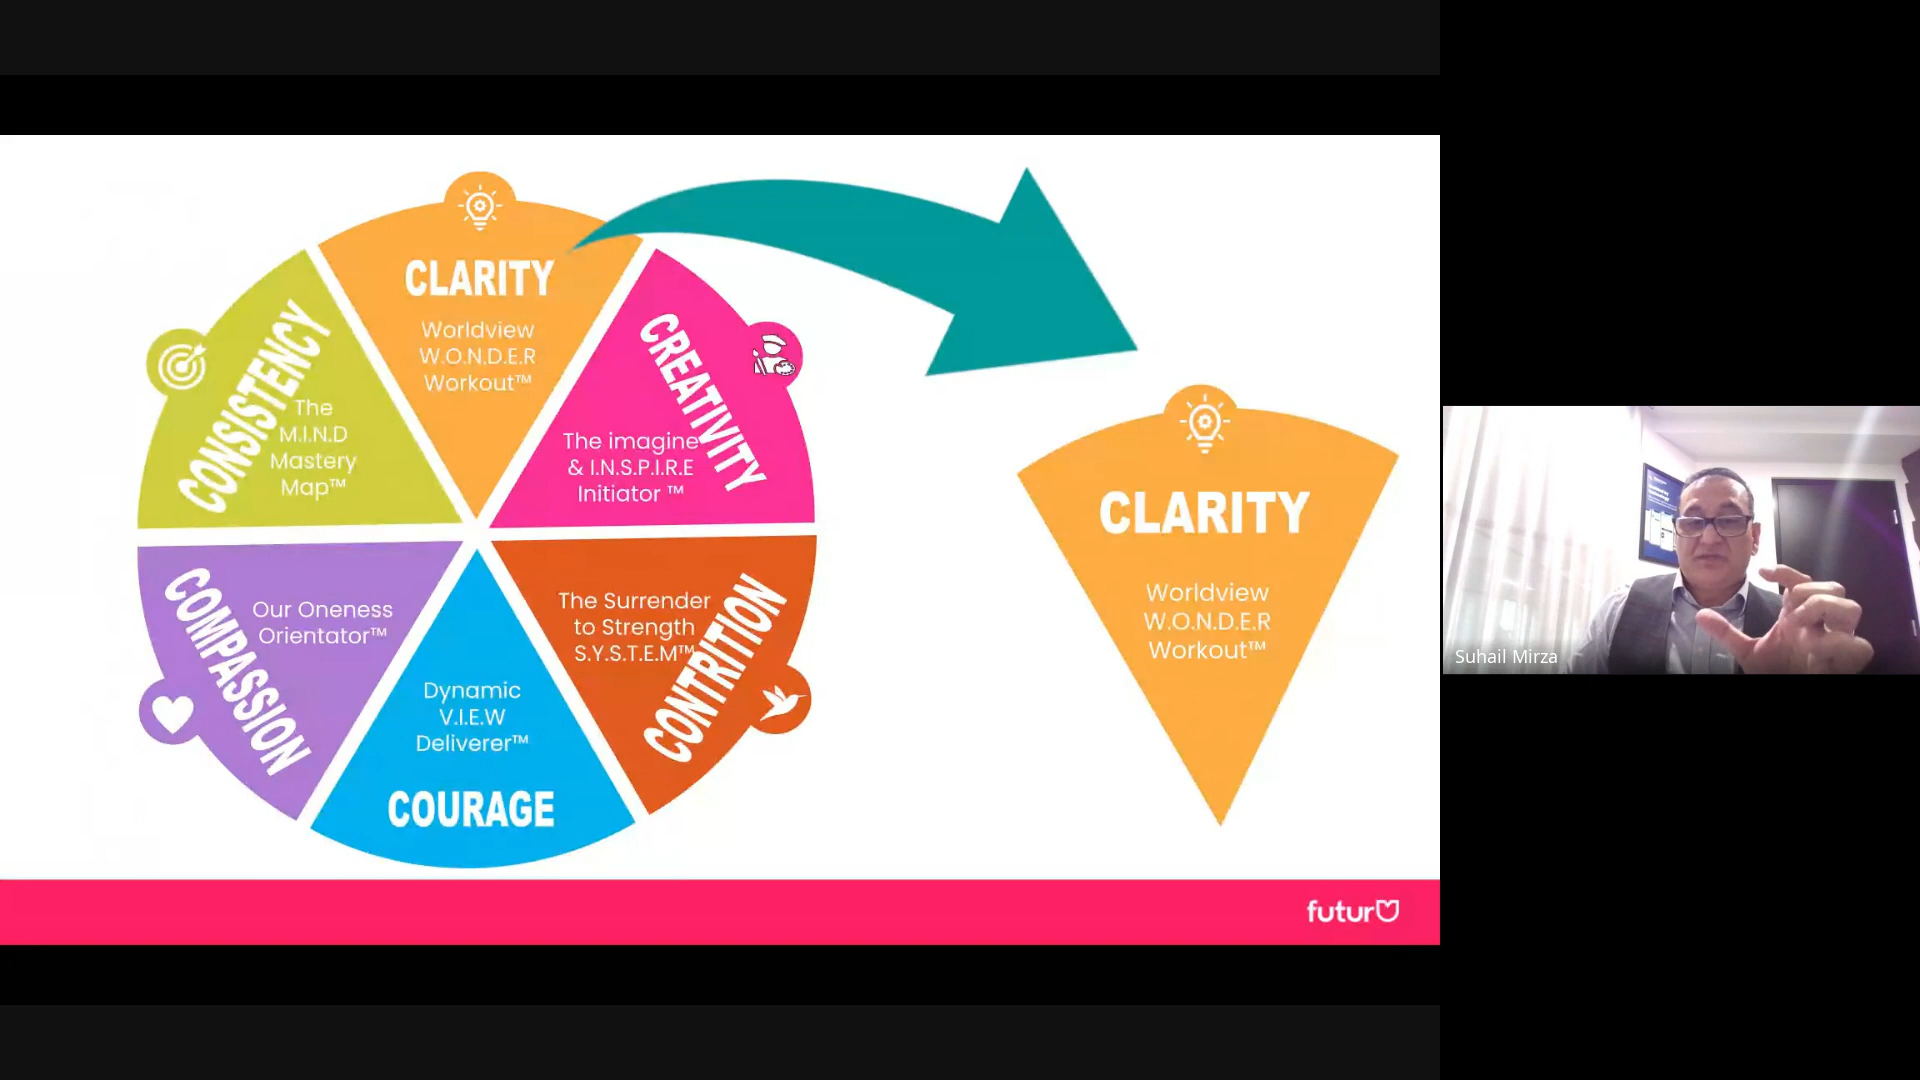 CLARITY
Worldview
W.O.N.D.E.R
Workout™
CREATIVITY
The imagine
& I.N.S.P.I.R.E
Initiator ™
CONTRITION
The Surrender
to Strength
S.Y.S.T.E.M™
Dynamic
V.I.E.W
Deliverer™
COURAGE
COMPASSION
Our Oneness
Orientator™
CONSISTENCY
The
M.I.N.D
Mastery
Map™
CLARITY
Worldview
W.O.N.D.E.R
Workout™
futurU
Suhail Mirza